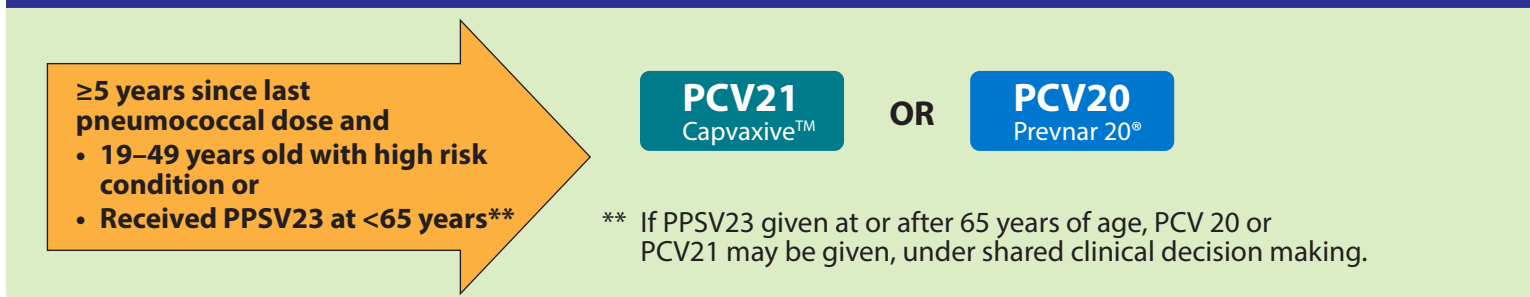 ≥5 years since last
pneumococcal dose and
• 19–49 years old with high risk
condition or
• Received PPSV23 at <65 years**
PCV21
Capvaxive™
OR
PCV20
Prevnar 20®
** If PPSV23 given at or after 65 years of age, PCV 20 or
PCV21 may be given, under shared clinical decision making.